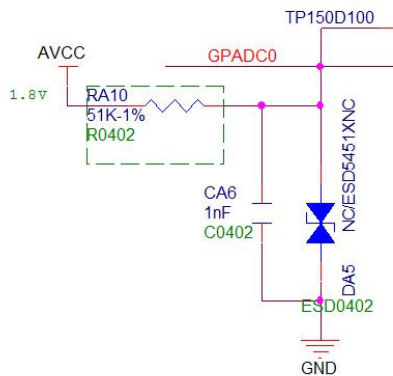 TP150D100
AVCC
GPADC0
1.8V
RA10
51K-1%
R0402
CA6
1nF
C0402
NC/ESD5451XNC
DA5
ESD0402
GND